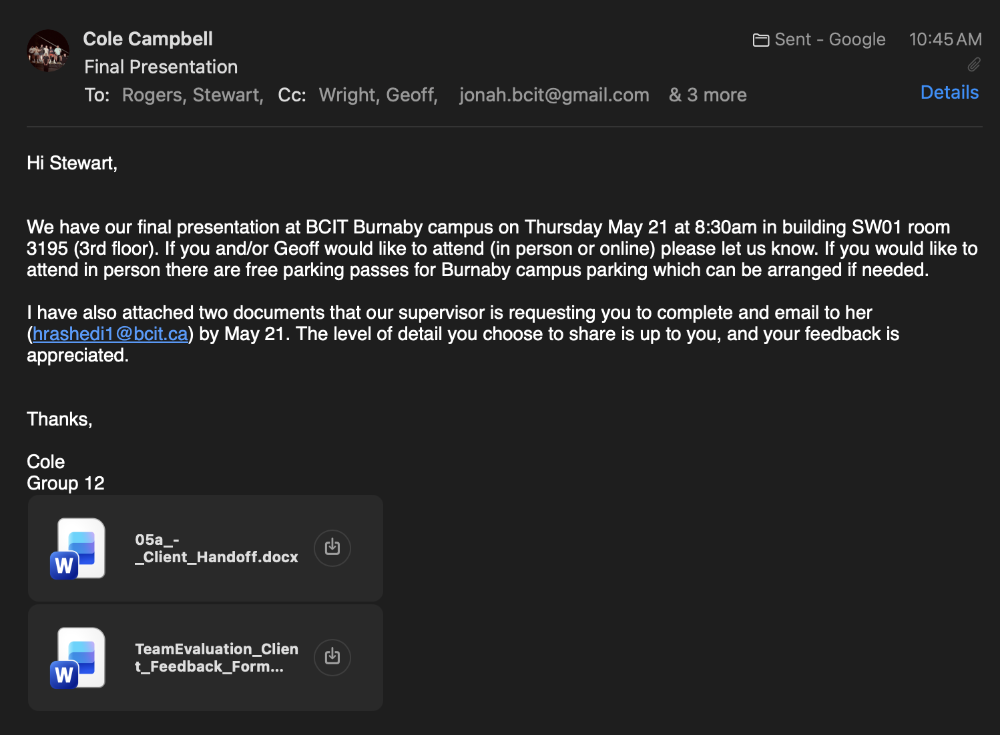 Cole Campbell
Sent - Google 10:45 AM
Final Presentation
To: Rogers, Stewart, Cc: Wright, Geoff, jonah.bcit@gmail.com & 3 more
Details
Hi Stewart,
We have our final presentation at BCIT Burnaby campus on Thursday May 21 at 8:30am in building SW01 room
3195 (3rd floor). If you and/or Geoff would like to attend (in person or online) please let us know. If you would like to
attend in person there are free parking passes for Burnaby campus parking which can be arranged if needed.
I have also attached two documents that our supervisor is requesting you to complete and email to her
(hrashedi1@bcit.ca) by May 21. The level of detail you choose to share is up to you, and your feedback is
appreciated.
Thanks,
Cole
Group 12
W
05a_-
_Client_Handoff.docx
W
TeamEvaluation_Clien
t_Feedback_Form...